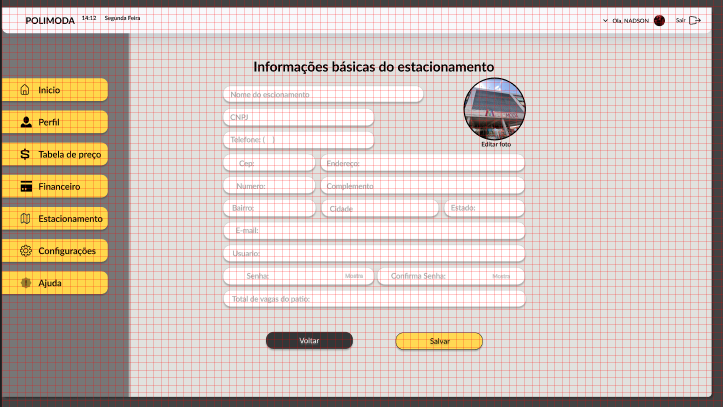 POLIMODA 14:12 Segunda Feira Ola, NADSON Sair
Informações básicas do estacionamento
Inicio
Perfil
Tabela de preço
Financeiro
Estacionamento
Configurações
Ajuda
Nome do escionamento
CNPJ
Telefone: ( )
Editar foto
Cep: Endereço:
Numero: Complemento
Bairro: Cidade Estado:
E-mail:
Usuario:
Senha: Mostra Confirma Senha: Mostra
Total de vagas do patio:
Voltar Salvar